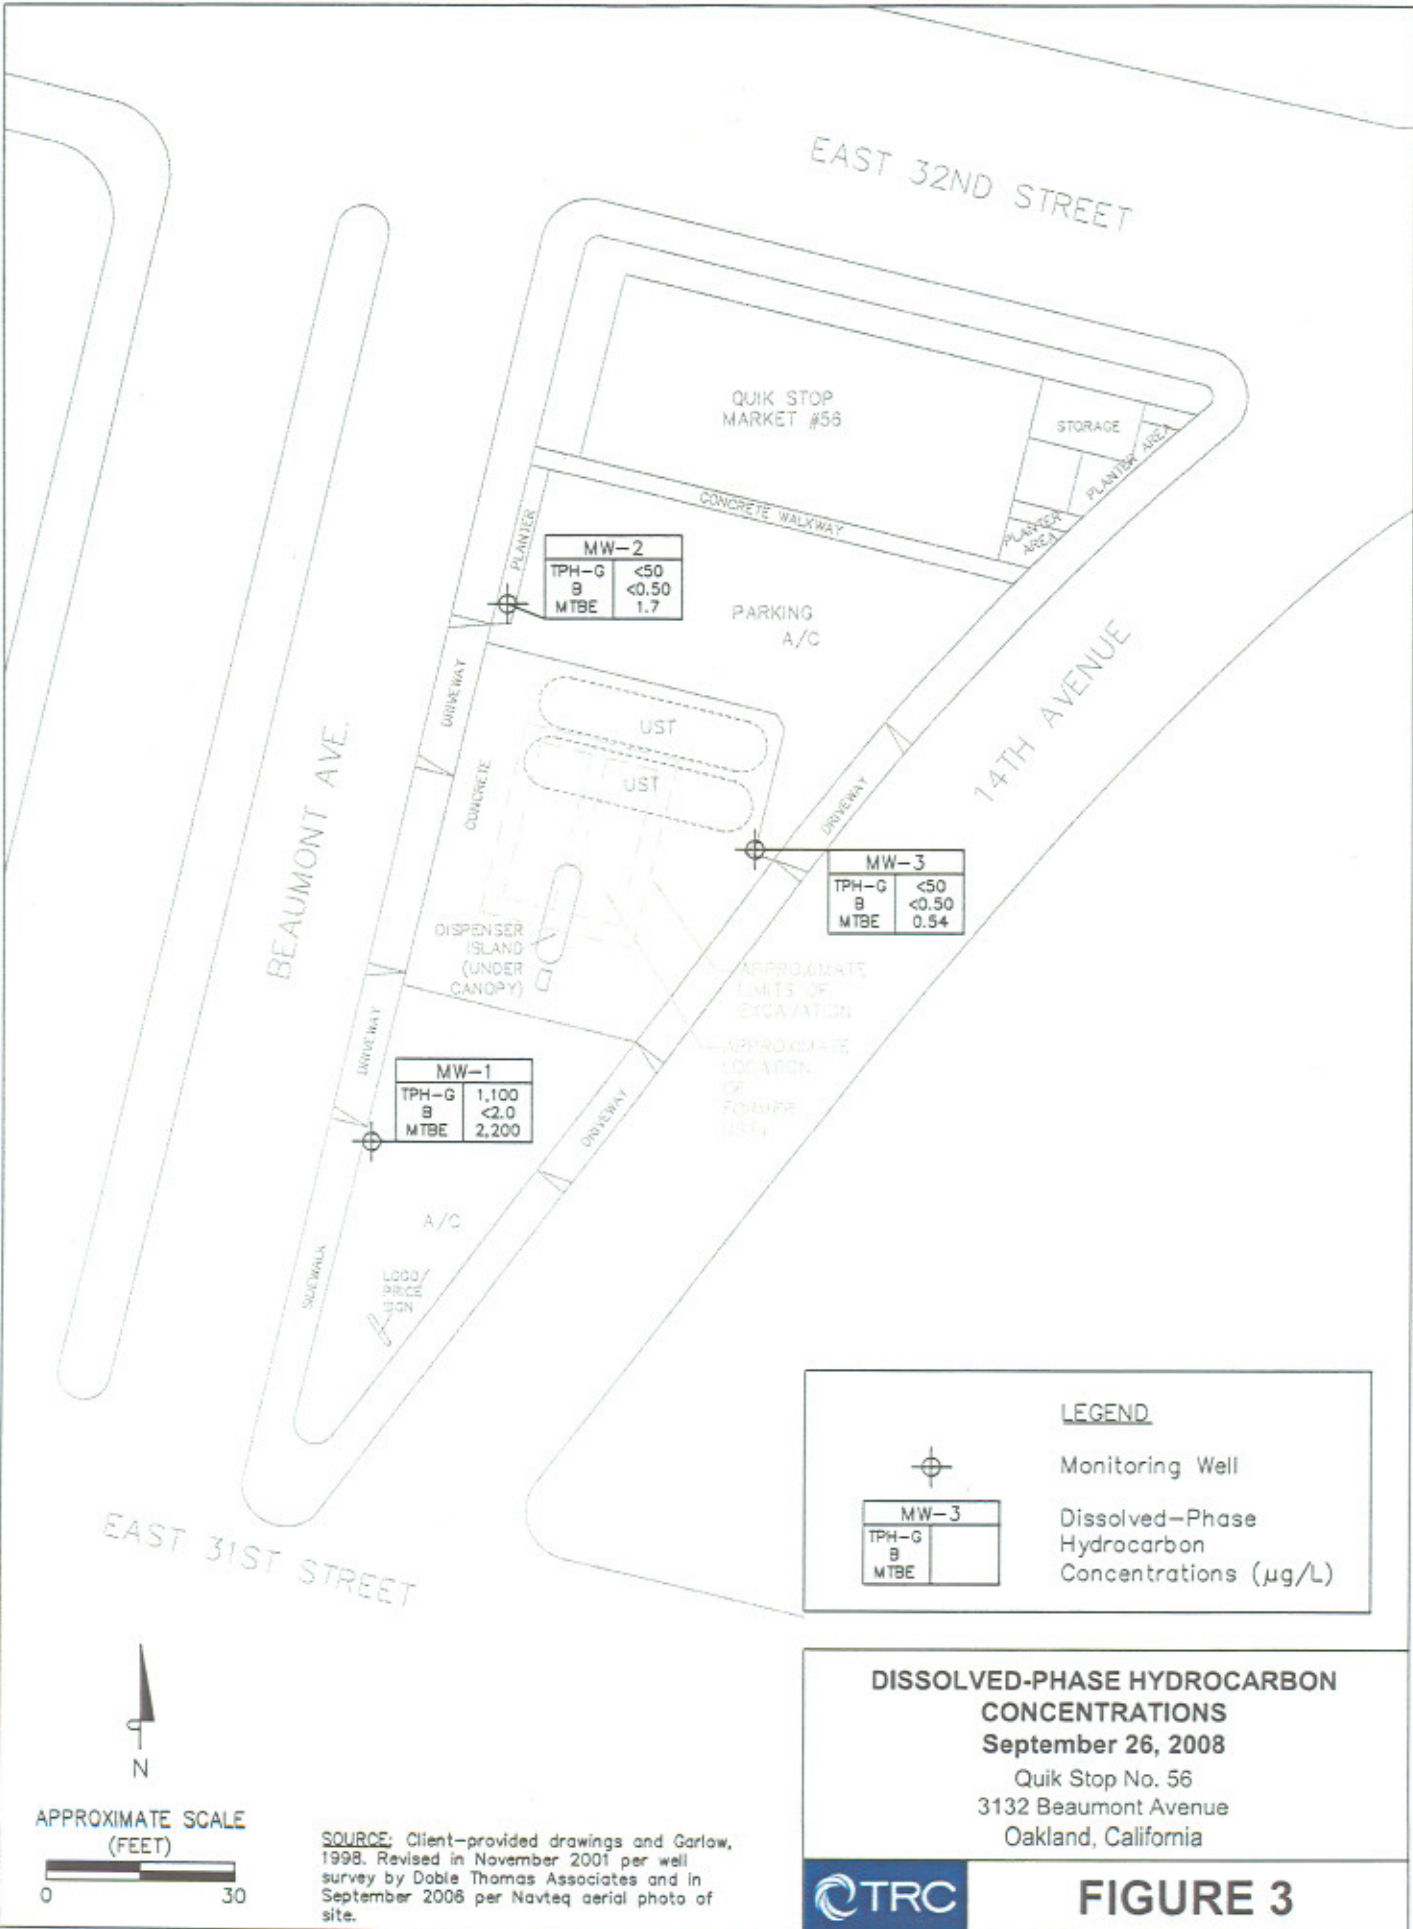 EAST 32ND STREET
QUIK STOP
MARKET #56
STORAGE
PLANTER AREA
PLANTER
AREA
CONCRETE WALKWAY
PLANTER
MW-2
TPH-G <50
B <0.50
MTBE 1.7
PARKING
A/C
DRIVEWAY
UST
UST
CONCRETE
14TH AVENUE
DRIVEWAY
BEAUMONT AVE.
MW-3
TPH-G <50
B <0.50
MTBE 0.54
DISPENSER
ISLAND
(UNDER
CANOPY)
APPROXIMATE
LIMITS OF
EXCAVATION
APPROXIMATE
LOCATION
OF
FORMER
USTs
DRIVEWAY
MW-1
TPH-G 1,100
B <2.0
MTBE 2,200
DRIVEWAY
A/C
SIDEWALK
LOGO/
PRICE
SIGN
EAST 31ST STREET
LEGEND
Monitoring Well
MW-3
TPH-G
B
MTBE
Dissolved-Phase
Hydrocarbon
Concentrations (µg/L)
N
APPROXIMATE SCALE
(FEET)
0 30
SOURCE: Client-provided drawings and Garlow,
1998. Revised in November 2001 per well
survey by Doble Thomas Associates and in
September 2006 per Navteq aerial photo of
site.
DISSOLVED-PHASE HYDROCARBON
CONCENTRATIONS
September 26, 2008
Quik Stop No. 56
3132 Beaumont Avenue
Oakland, California
TRC
FIGURE 3